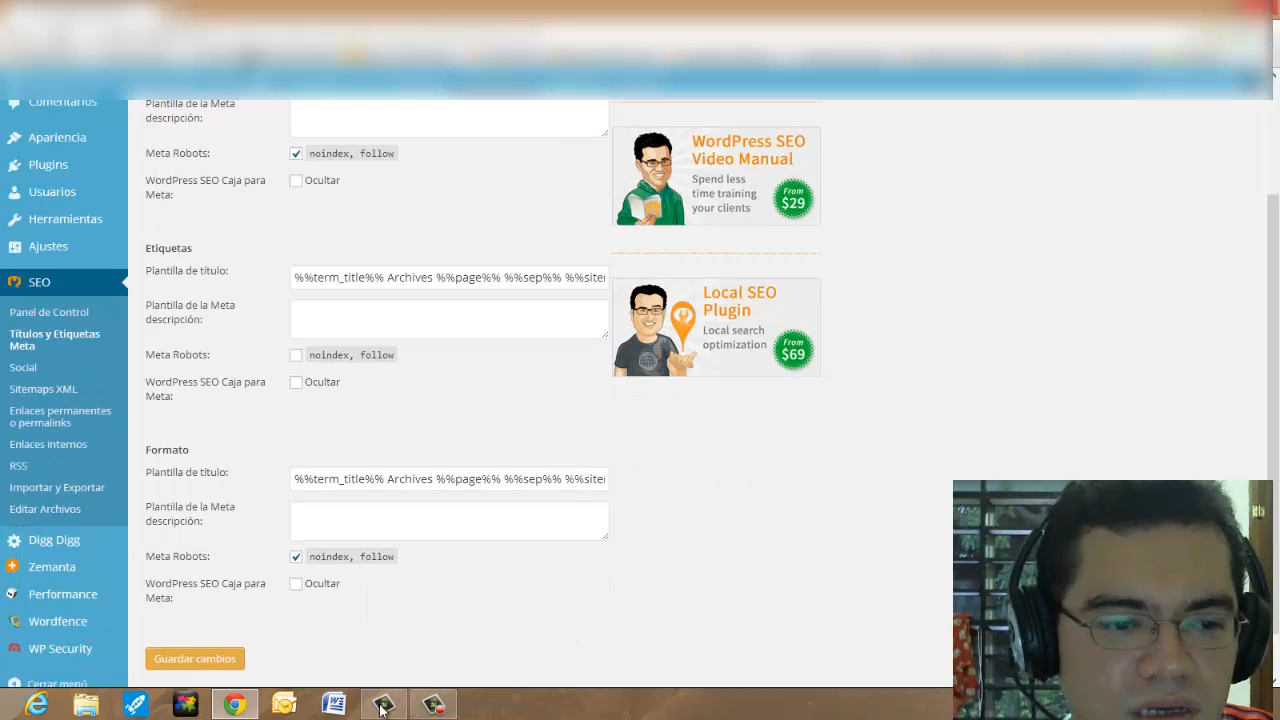 Comentarios
Apariencia
Plugins
Usuarios
Herramientas
Ajustes
SEO
Panel de Control
Títulos y Etiquetas
Meta
Social
Sitemaps XML
Enlaces permanentes
o permalinks
Enlaces internos
RSS
Importar y Exportar
Editar Archivos
Digg Digg
Zemanta
Performance
Wordfence
WP Security
Cerrar menú
Plantilla de la Meta
descripción:
Meta Robots:
noindex, follow
WordPress SEO Caja para
Meta:
Ocultar
Etiquetas
Plantilla de título:
%%term_title%% Archives %%page%% %%sep%% %%siten
Plantilla de la Meta
descripción:
Meta Robots:
noindex, follow
WordPress SEO Caja para
Meta:
Ocultar
Formato
Plantilla de título:
%%term_title%% Archives %%page%% %%sep%% %%siten
Plantilla de la Meta
descripción:
Meta Robots:
noindex, follow
WordPress SEO Caja para
Meta:
Ocultar
Guardar cambios
WordPress SEO
Video Manual
Spend less
time training
your clients
From
$29
Local SEO
Plugin
Local search
optimization
From
$69